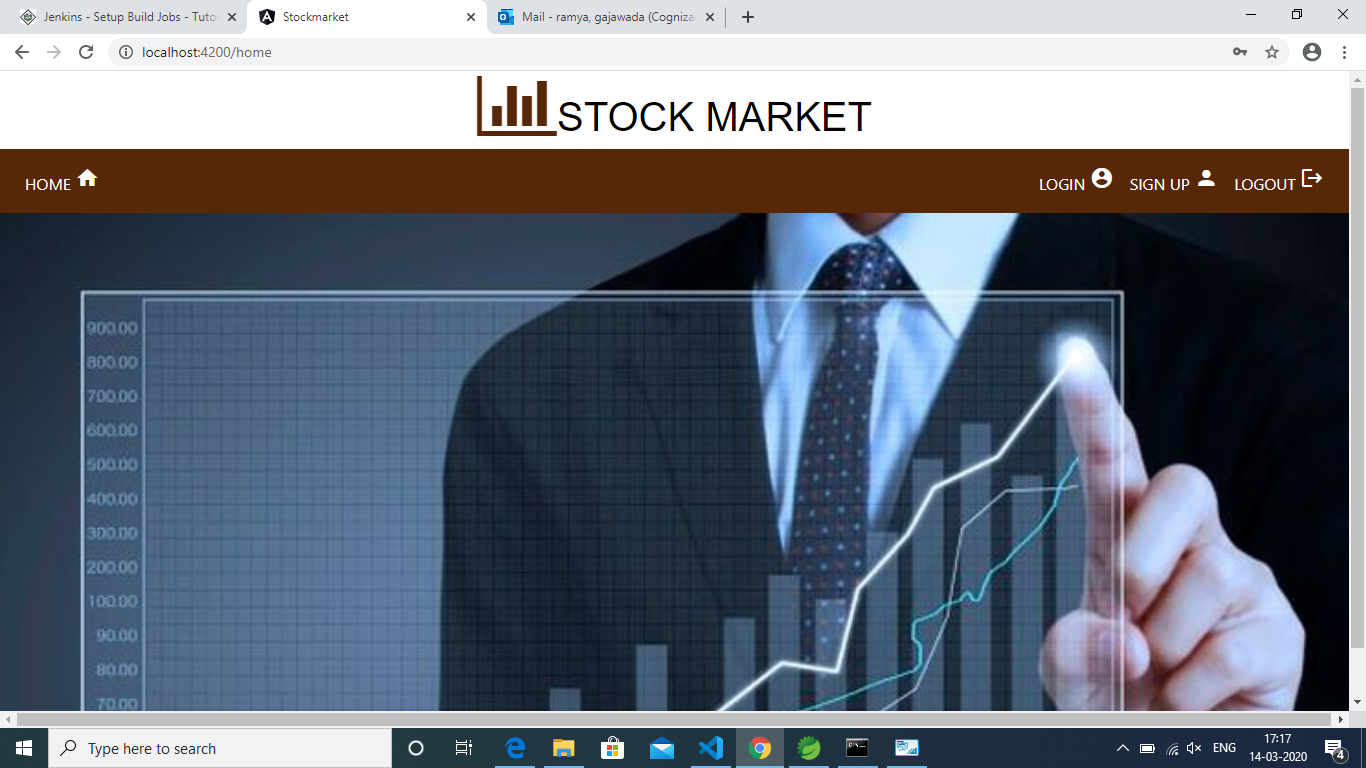 Jenkins - Setup Build Jobs - Tutor
Stockmarket
Mail - ramya, gajawada (Cogniza
localhost:4200/home
STOCK MARKET
HOME
LOGIN SIGN UP LOGOUT
900.00
800.00
700.00
600.00
500.00
400.00
300.00
200.00
100.00
90.00
80.00
70.00
Type here to search
ENG
17:17
14-03-2020
4